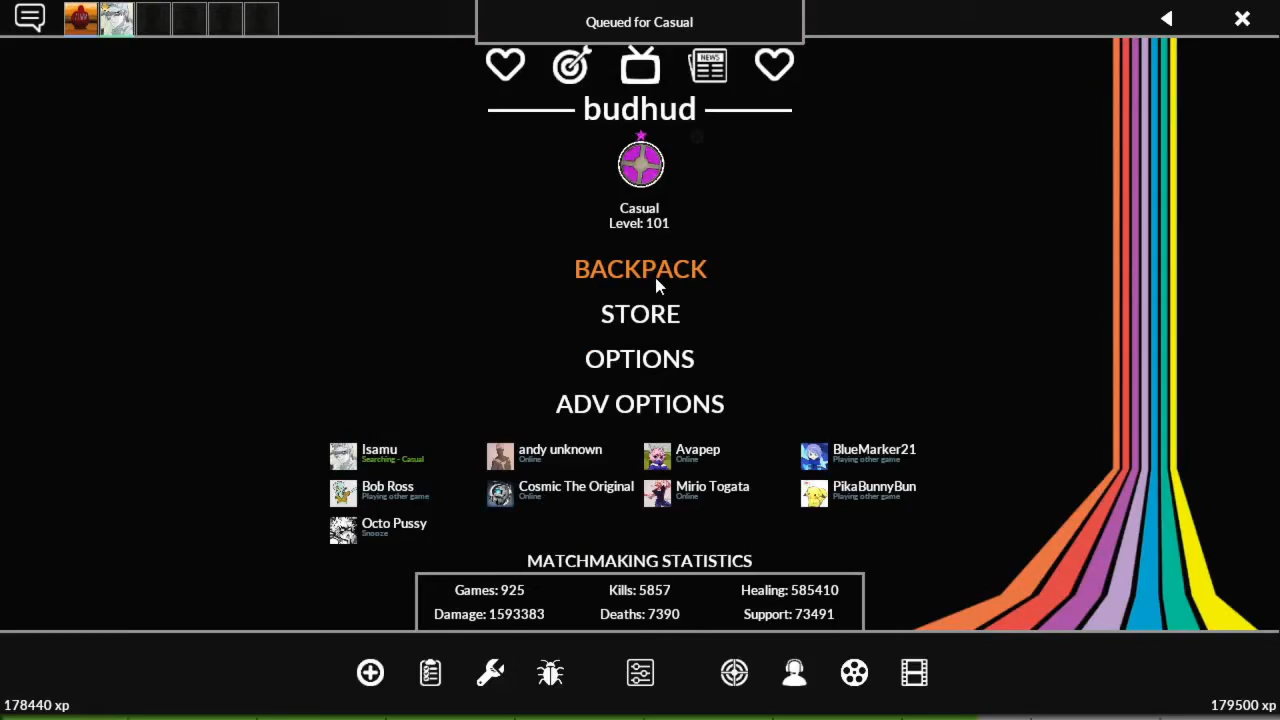 Queued for Casual
NEWS
budhud
Casual
Level: 101
BACKPACK
STORE
OPTIONS
ADV OPTIONS
Isamu
Searching - Casual
andy unknown
Online
Avapep
Online
BlueMarker21
Playing other game
Bob Ross
Playing other game
Cosmic The Original
Online
Mirio Togata
Online
PikaBunnyBun
Playing other game
Octo Pussy
Snooze
MATCHMAKING STATISTICS
Games: 925
Kills: 5857
Healing: 585410
Damage: 1593383
Deaths: 7390
Support: 73491
178440 xp
179500 xp